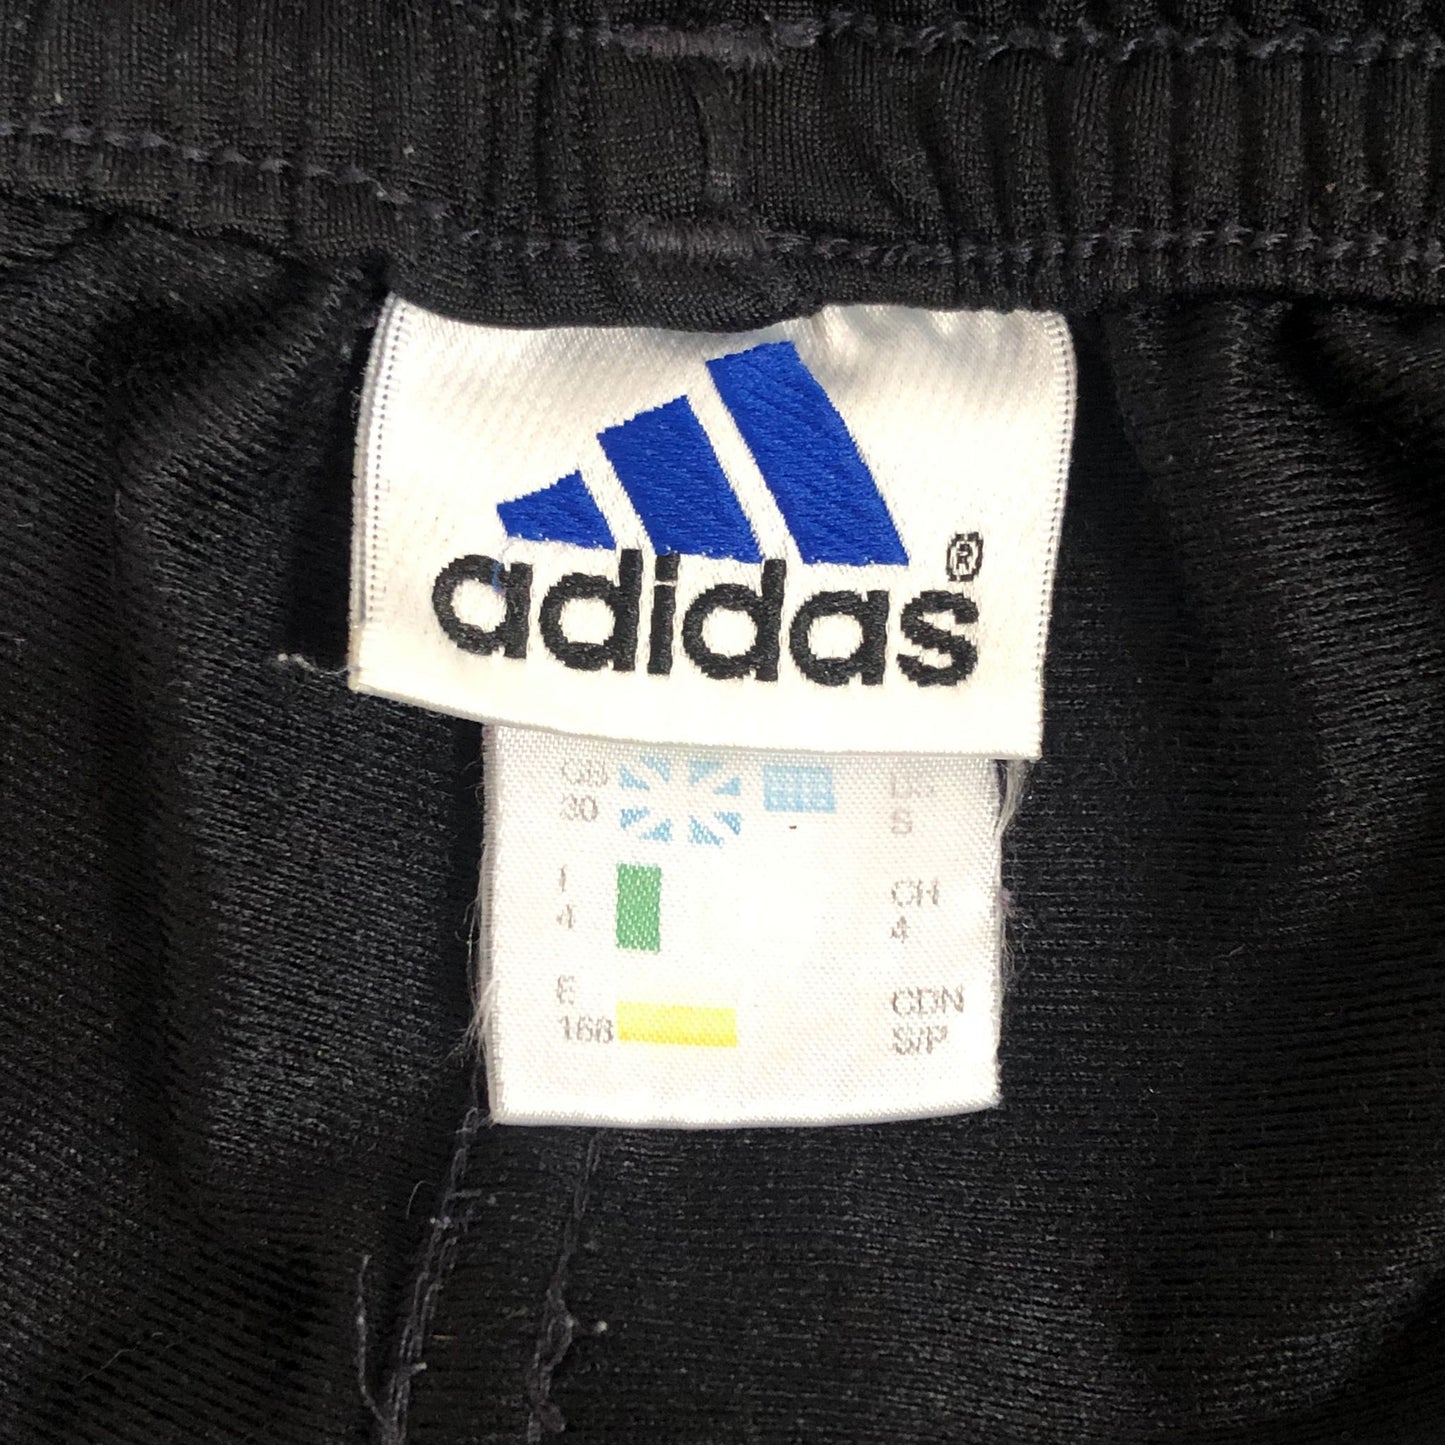 adidas®
GB US
30 S
I CH
4 4
E CDN
168 S/P